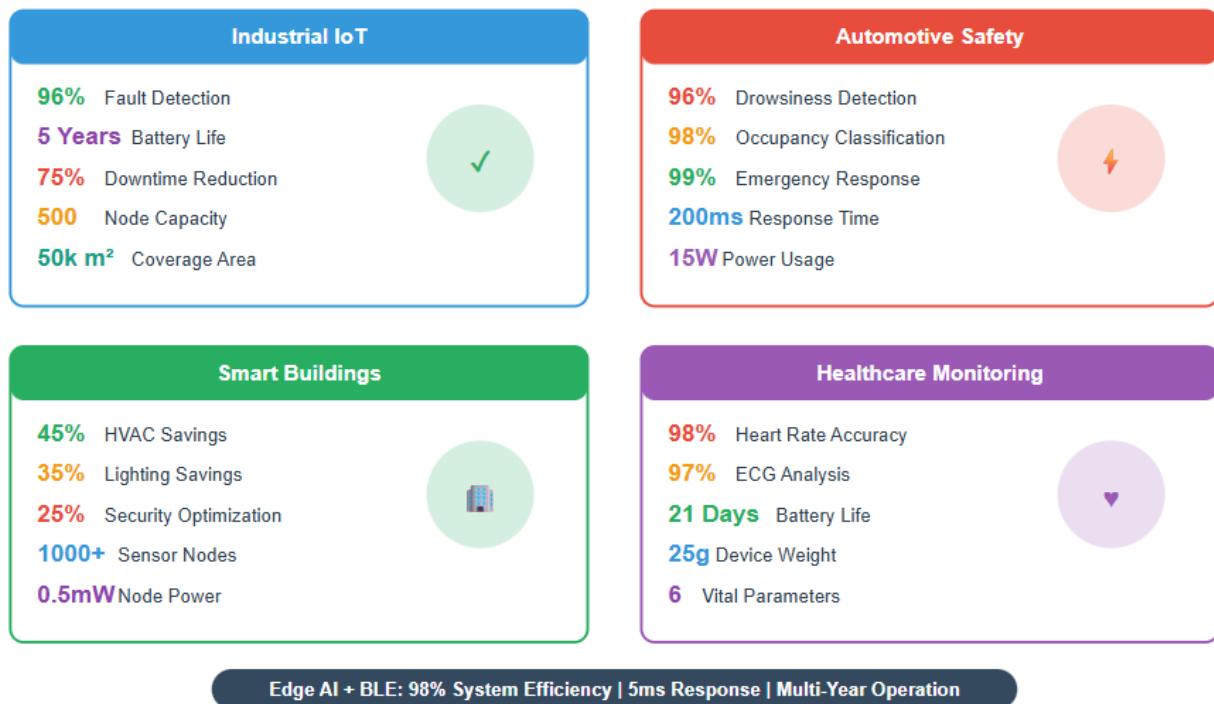 Industrial IoT
96% Fault Detection
5 Years Battery Life
75% Downtime Reduction
500 Node Capacity
50k m² Coverage Area
Automotive Safety
96% Drowsiness Detection
98% Occupancy Classification
99% Emergency Response
200ms Response Time
15W Power Usage
Smart Buildings
45% HVAC Savings
35% Lighting Savings
25% Security Optimization
1000+ Sensor Nodes
0.5mW Node Power
Healthcare Monitoring
98% Heart Rate Accuracy
97% ECG Analysis
21 Days Battery Life
25g Device Weight
6 Vital Parameters
Edge AI + BLE: 98% System Efficiency | 5ms Response | Multi-Year Operation